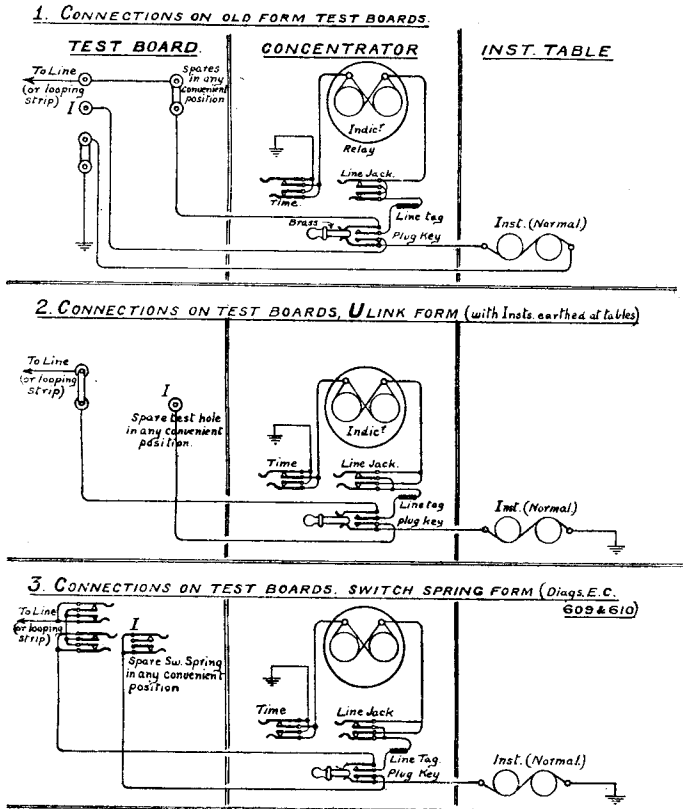 1. CONNECTIONS ON OLD FORM TEST BOARDS.
TEST BOARD.
CONCENTRATOR
INST. TABLE
To Line
(or looping
strip)
I
Spares
in any
convenient
position
Indicr
Relay
Time.
Line Jack.
Line tag
Brass
Plug Key
Inst. (Normal.)
2. CONNECTIONS ON TEST BOARDS, U LINK FORM (with Insts. earthed at tables)
To Line
(or looping
strip)
I
Spare test hole
in any convenient
position.
Indicr
Time
Line Jack.
Line tag
plug key
Inst. (Normal.)
3. CONNECTIONS ON TEST BOARDS. SWITCH SPRING FORM (Diags. E.C.
609 & 610)
To Line
(or looping
strip)
I
Spare Sw. Spring
in any convenient
position
Time
Line Jack
Line Tag.
Plug Key
Inst. (Normal.)